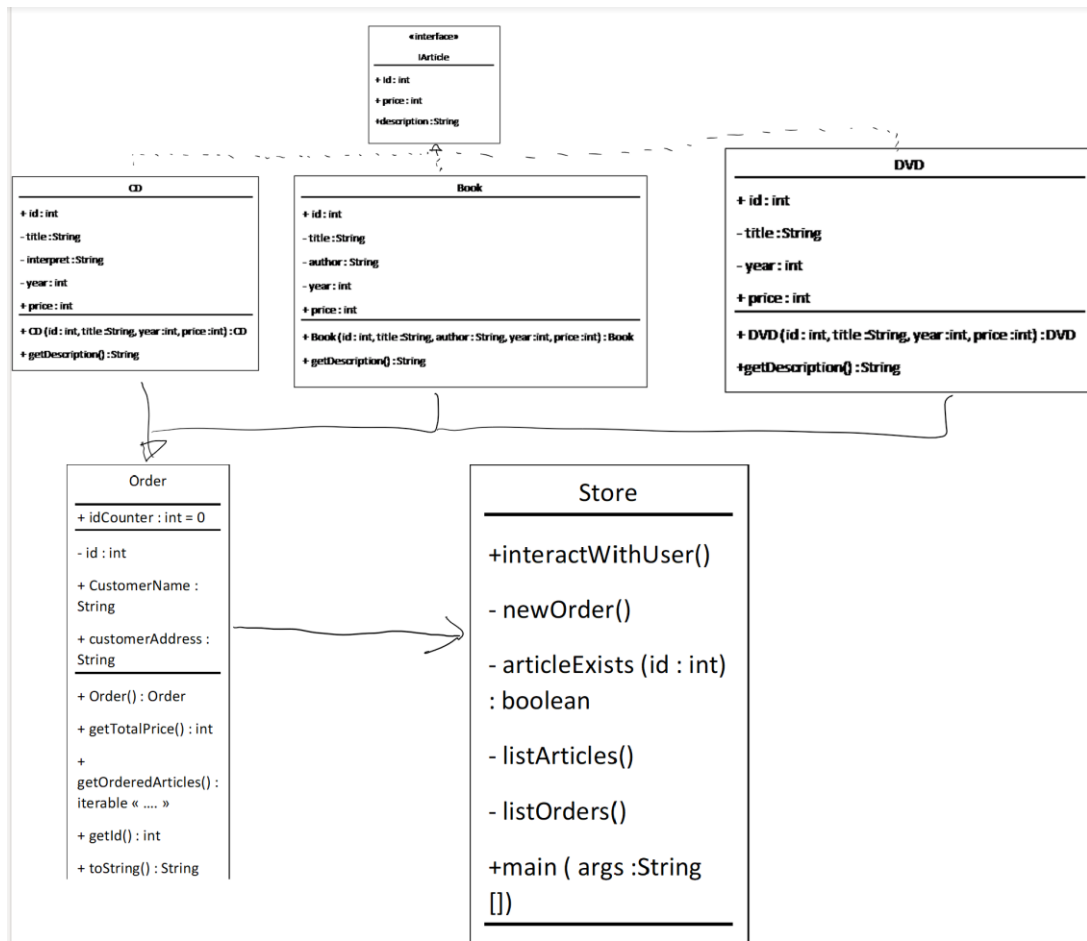 «interface»
IArticle
+ id : int
+ price : int
+description :String
CD
+ id : int
- title :String
- interpret :String
- year : int
+ price : int
+ CD (id : int, title :String, year :int, price :int) : CD
+ getDescription() : String
Book
+ id : int
- title :String
- author : String
- year : int
+ price : int
+ Book (id : int, title :String, author : String, year :int, price :int) : Book
+ getDescription() : String
DVD
+ id : int
- title :String
- year : int
+ price : int
+ DVD (id : int, title :String, year :int, price :int) : DVD
+getDescription() : String
Order
+ idCounter : int = 0
- id : int
+ CustomerName :
String
+ customerAddress :
String
+ Order() : Order
+ getTotalPrice() : int
+
getOrderedArticles() :
iterable « .... »
+ getId() : int
+ toString() : String
Store
+interactWithUser()
- newOrder()
- articleExists (id : int)
: boolean
- listArticles()
- listOrders()
+main ( args :String
[])